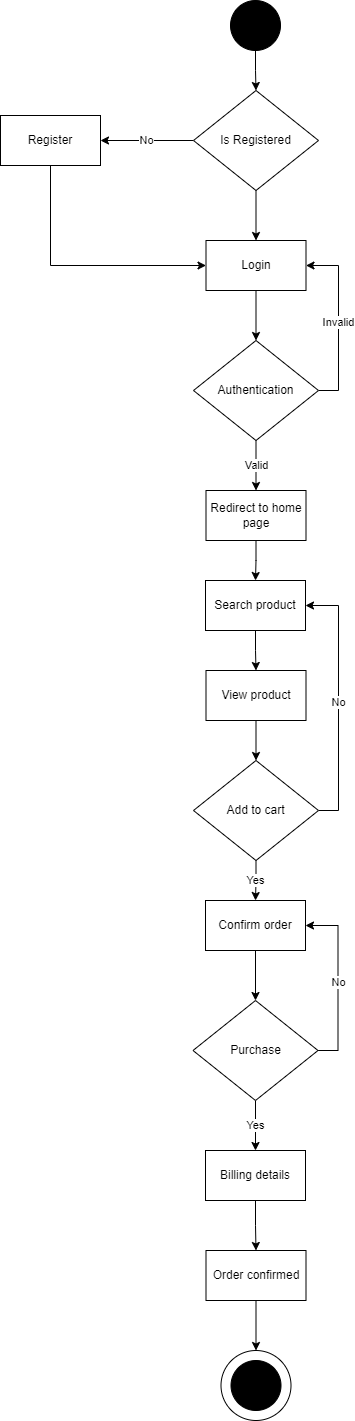 Is Registered
No
Register
Login
Invalid
Authentication
Valid
Redirect to home
page
Search product
View product
No
Add to cart
Yes
Confirm order
No
Purchase
Yes
Billing details
Order confirmed